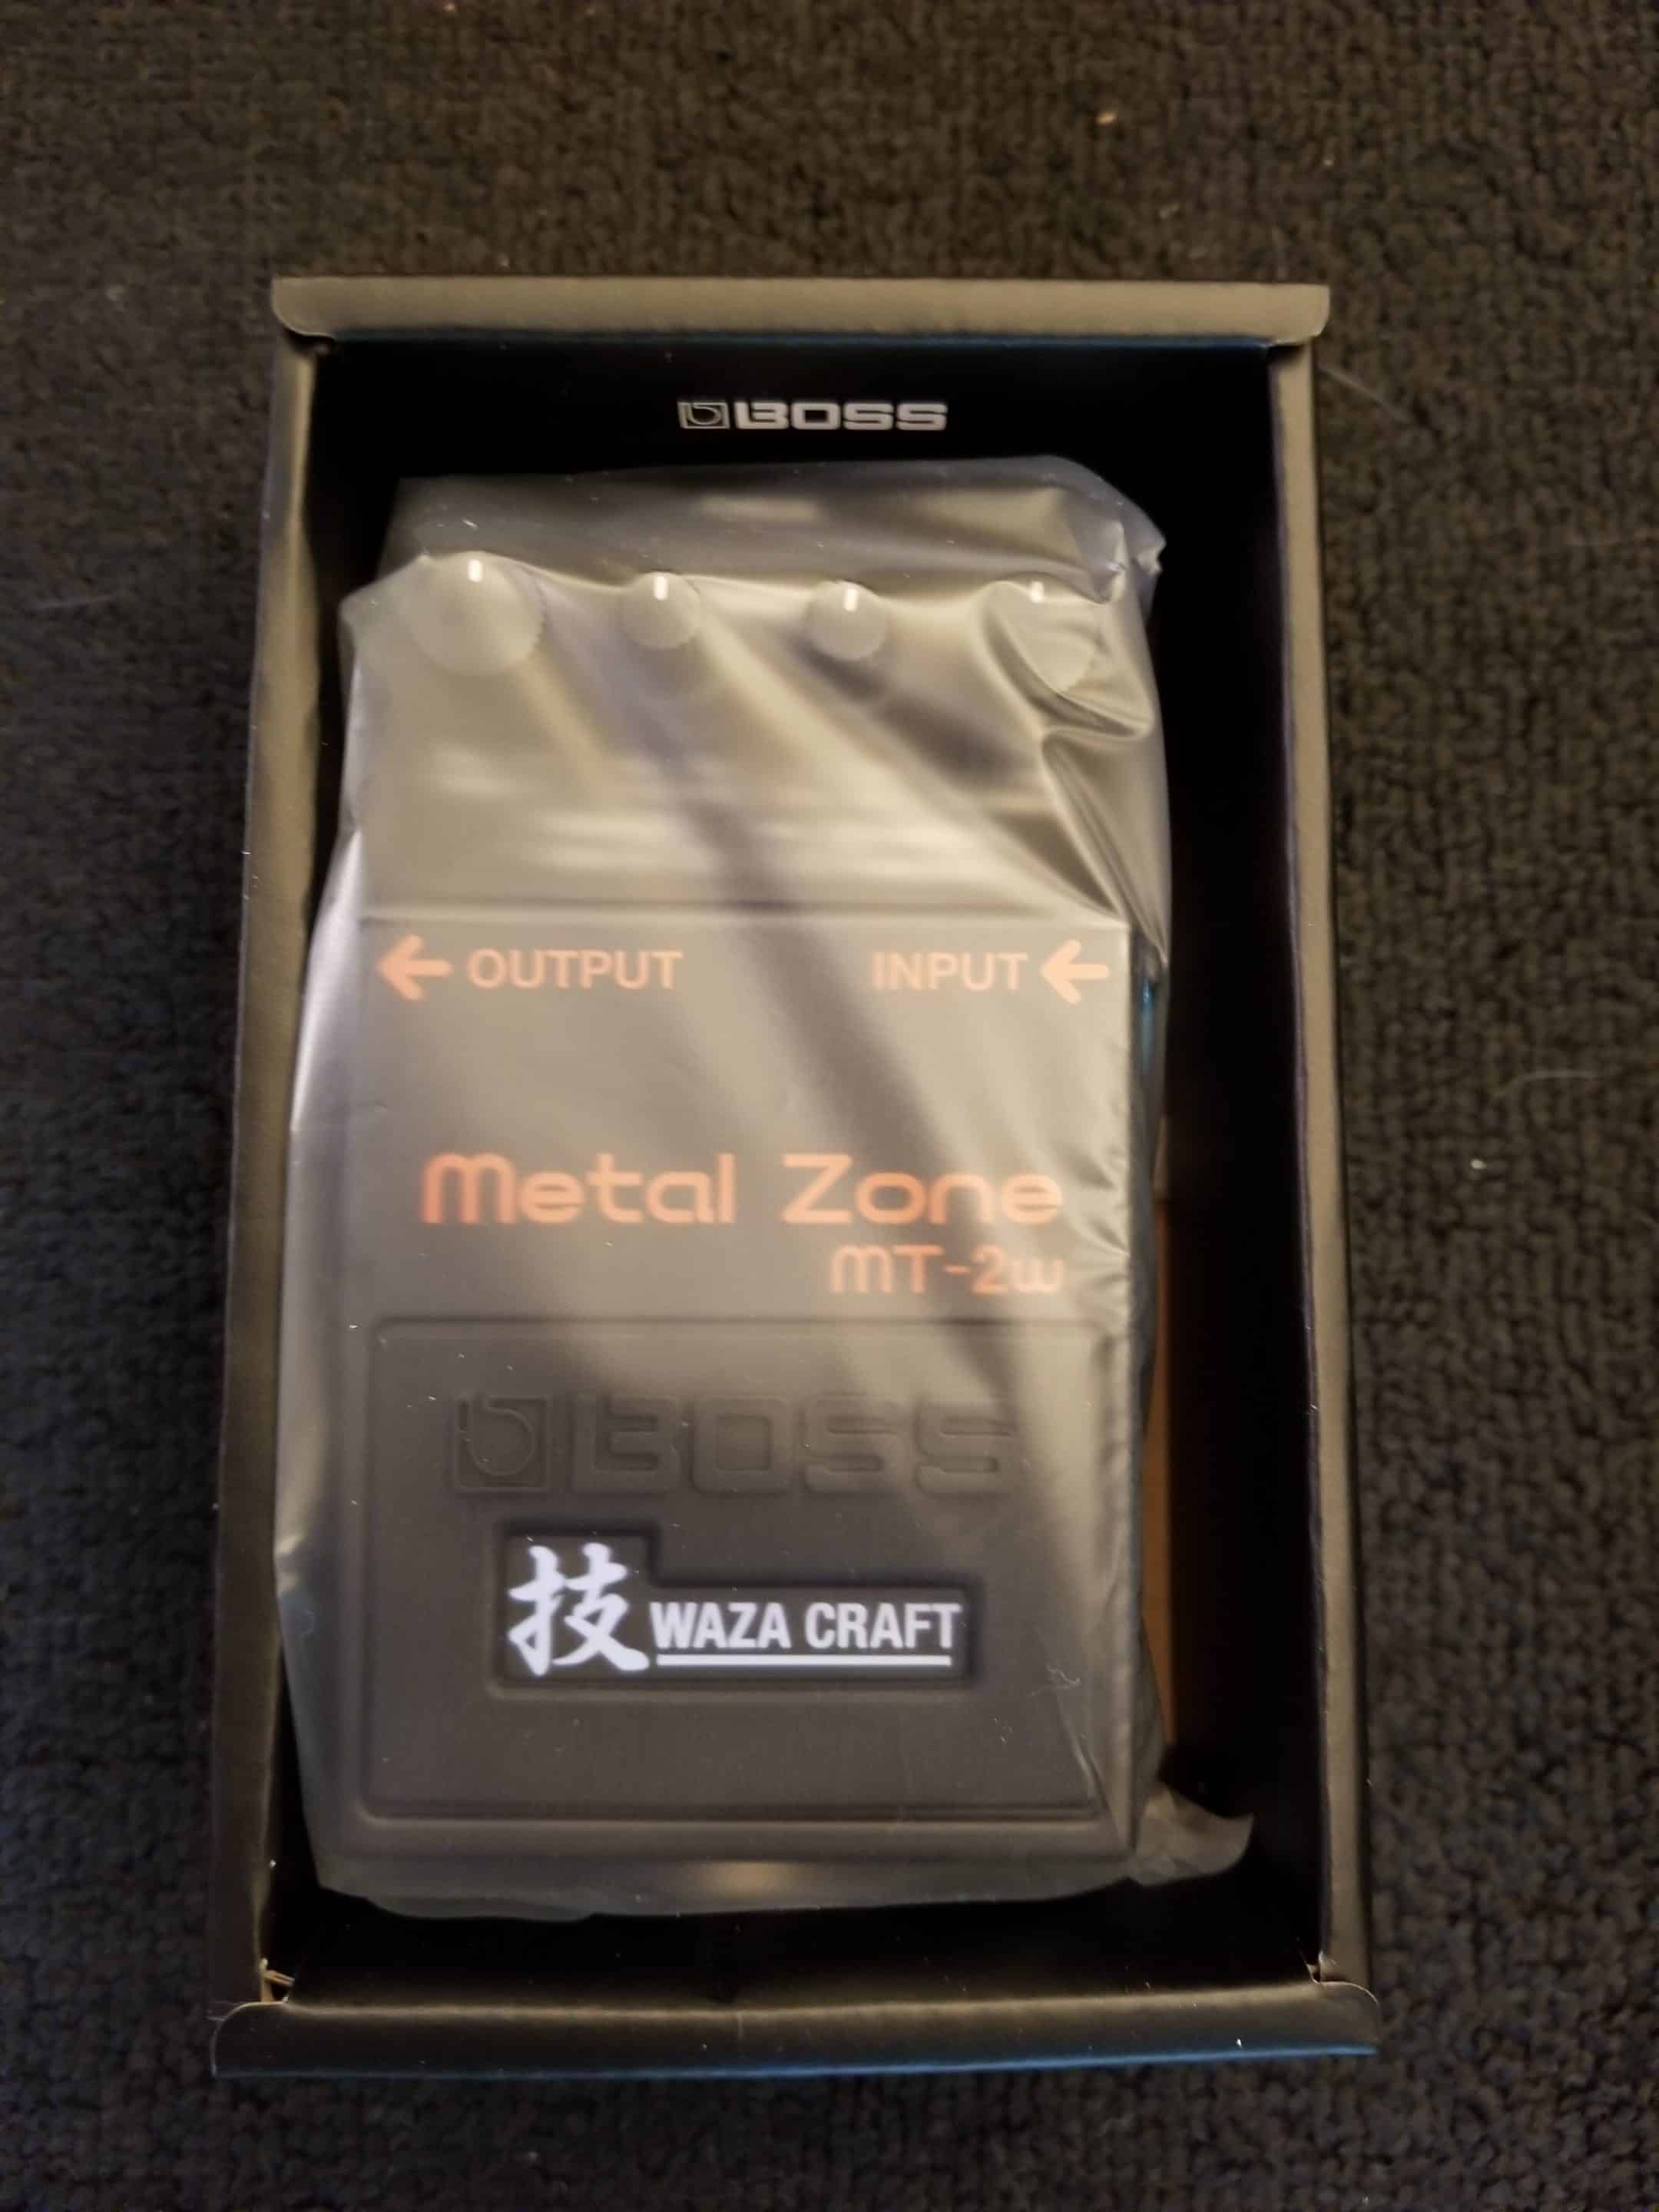 BOSS
← OUTPUT INPUT ←
Metal Zone
MT-2w
BOSS
技 WAZA CRAFT